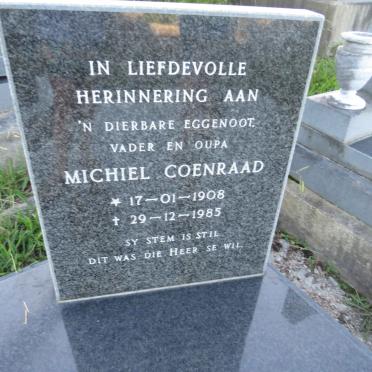 IN LIEFDEVOLLE
HERINNERING AAN
'N DIERBARE EGGENOOT,
VADER EN OUPA
MICHIEL COENRAAD
★ 17-01-1908
† 29-12-1985
SY STEM IS STIL
DIT WAS DIE HEER SE WIL.